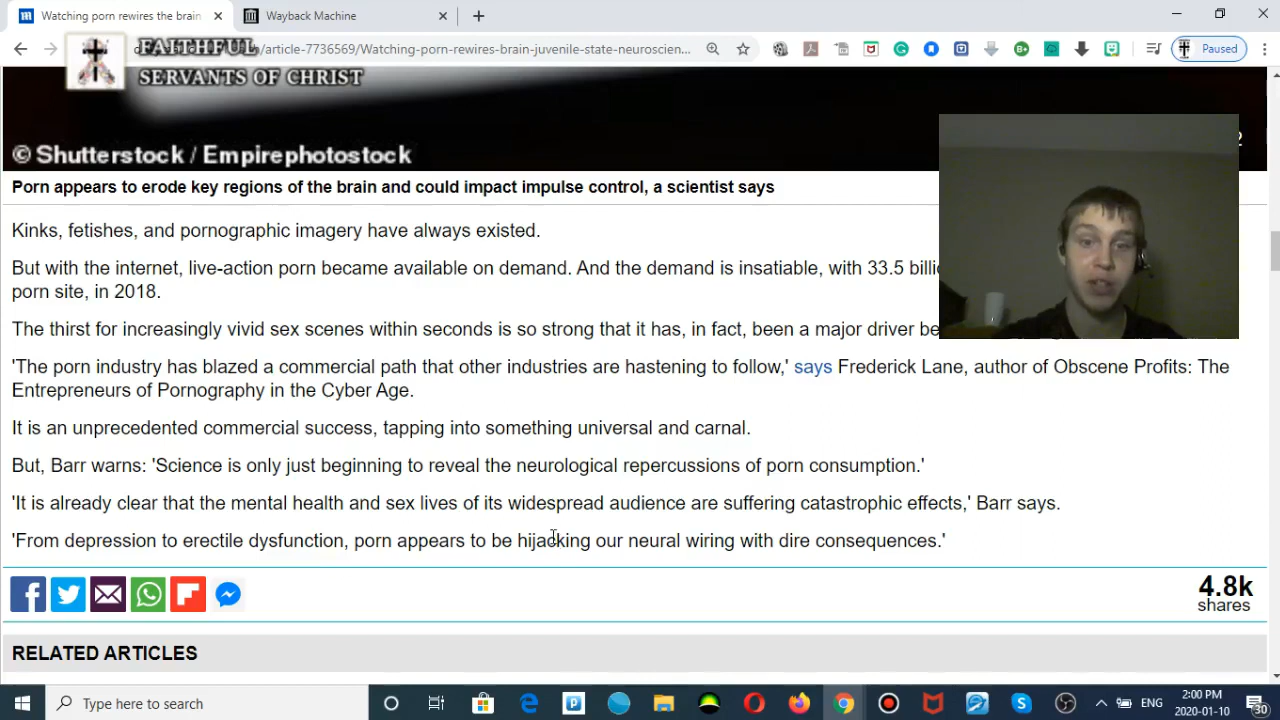 Watching porn rewires the brain
Wayback Machine
/article-7736569/Watching-porn-rewires-brain-juvenile-state-neuroscien...
Paused
FAITHFUL
SERVANTS OF CHRIST
2
© Shutterstock / Empirephotostock
Porn appears to erode key regions of the brain and could impact impulse control, a scientist says
Kinks, fetishes, and pornographic imagery have always existed.
But with the internet, live-action porn became available on demand. And the demand is insatiable, with 33.5
porn site, in 2018.
The thirst for increasingly vivid sex scenes within seconds is so strong that it has, in fact, been a major driver
'The porn industry has blazed a commercial path that other industries are hastening to follow,' says Frederick Lane, author of Obscene Profits: The
Entrepreneurs of Pornography in the Cyber Age.
It is an unprecedented commercial success, tapping into something universal and carnal.
But, Barr warns: 'Science is only just beginning to reveal the neurological repercussions of porn consumption.'
'It is already clear that the mental health and sex lives of its widespread audience are suffering catastrophic effects,' Barr says.
'From depression to erectile dysfunction, porn appears to be hijacking our neural wiring with dire consequences.'
4.8k
shares
RELATED ARTICLES
Type here to search
ENG
2:00 PM
2020-01-10
30